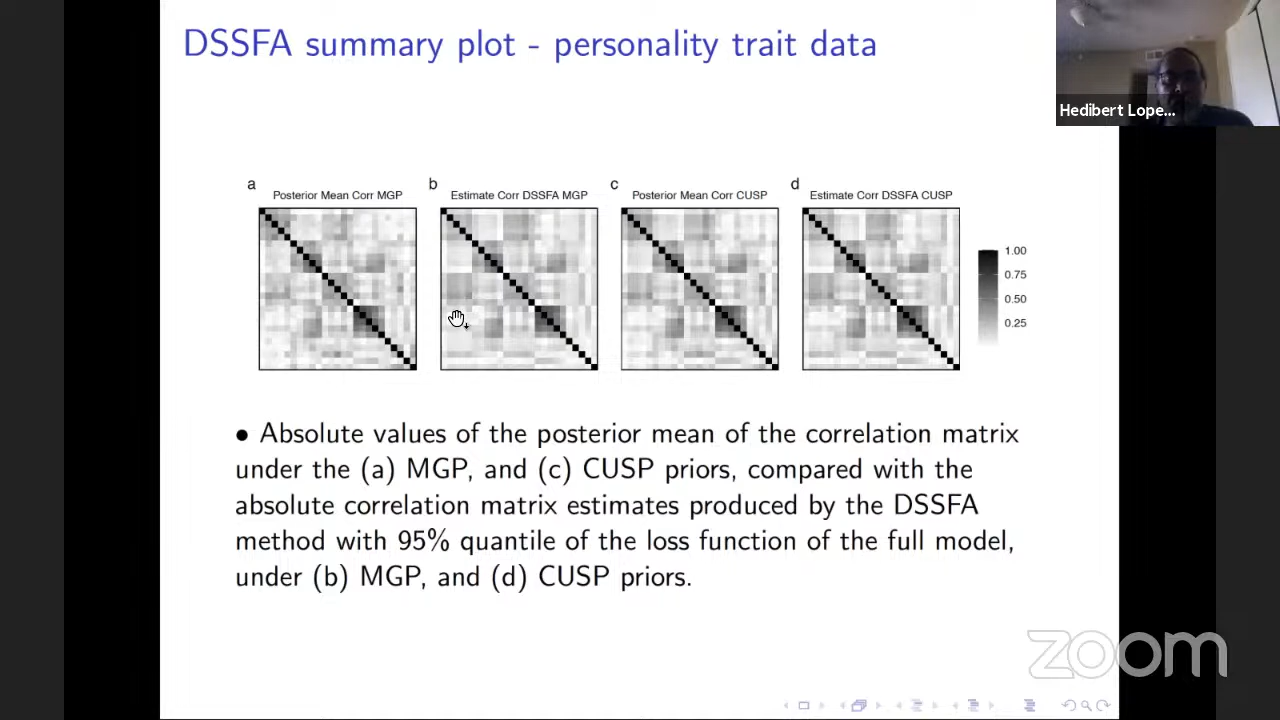 DSSFA summary plot - personality trait data
Hedibert Lope...
a
Posterior Mean Corr MGP
b
Estimate Corr DSSFA MGP
c
Posterior Mean Corr CUSP
d
Estimate Corr DSSFA CUSP
1.00
0.75
0.50
0.25
• Absolute values of the posterior mean of the correlation matrix
under the (a) MGP, and (c) CUSP priors, compared with the
absolute correlation matrix estimates produced by the DSSFA
method with 95% quantile of the loss function of the full model,
under (b) MGP, and (d) CUSP priors.
zoom